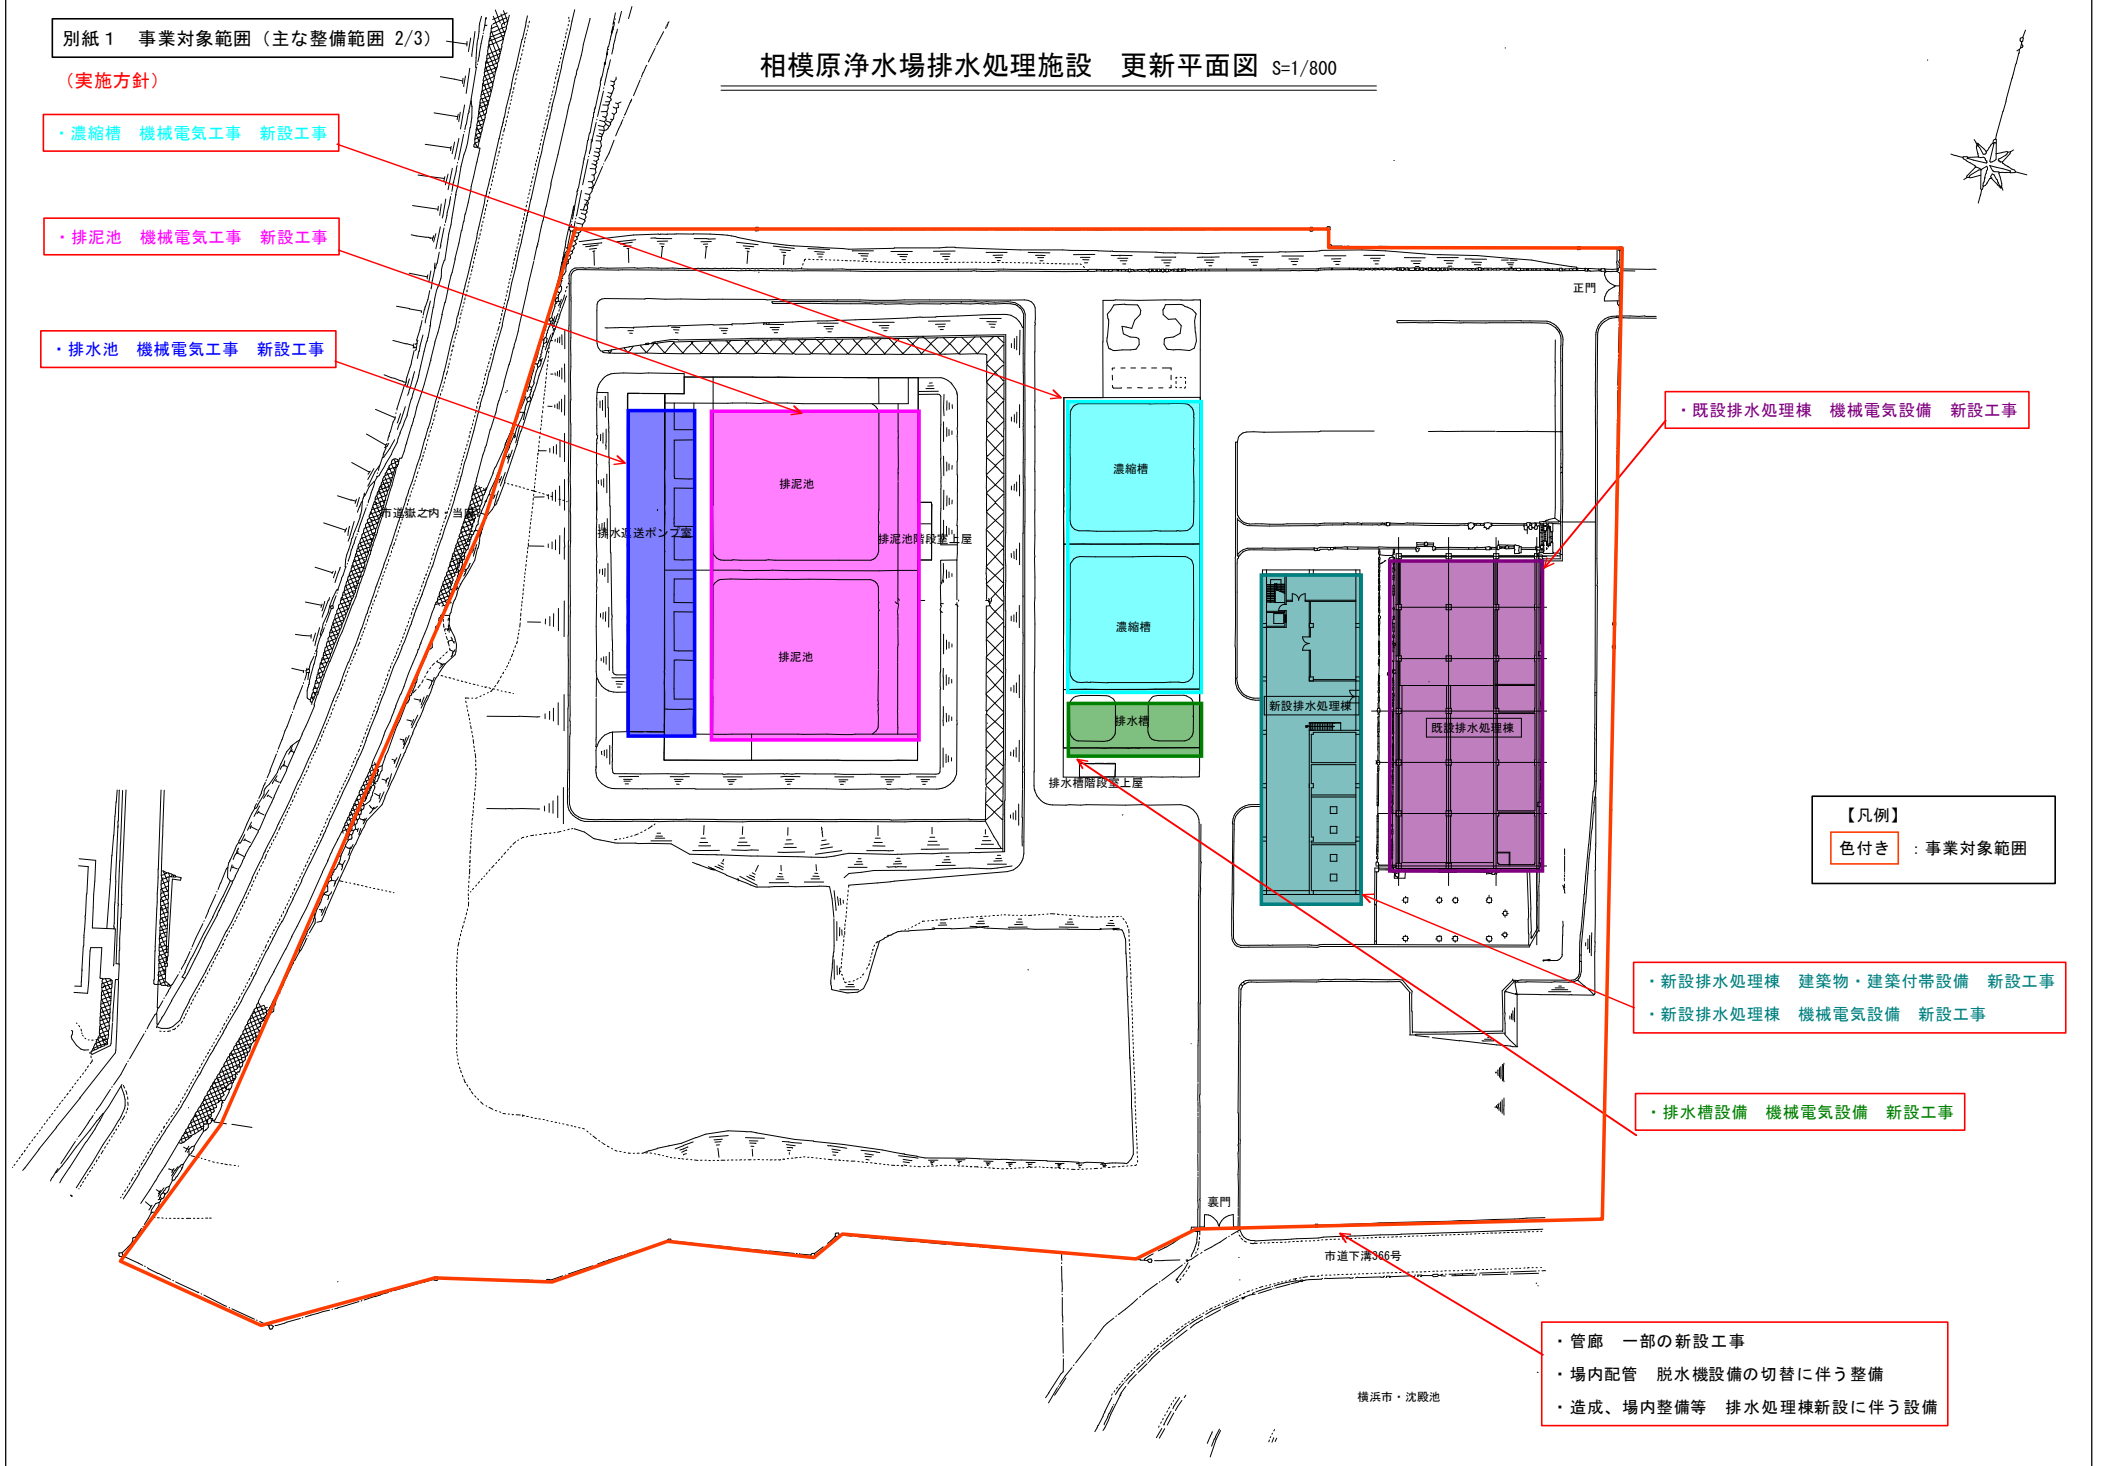 別紙１　事業対象範囲（主な整備範囲 2/3）
（実施方針）
相模原浄水場排水処理施設　更新平面図 S=1/800
・濃縮槽　機械電気工事　新設工事
・排泥池　機械電気工事　新設工事
・排水池　機械電気工事　新設工事
正門
・既設排水処理棟　機械電気設備　新設工事
濃縮槽
排泥池
排水返送ポンプ室
排泥池階段室上屋
濃縮槽
排泥池
新設排水処理棟
排水槽
既設排水処理棟
排水槽階段室上屋
【凡例】
色付き　：事業対象範囲
・新設排水処理棟　建築物・建築付帯設備　新設工事
・新設排水処理棟　機械電気設備　新設工事
・排水槽設備　機械電気設備　新設工事
裏門
市道下溝366号
・管廊　一部の新設工事
・場内配管　脱水機設備の切替に伴う整備
・造成、場内整備等　排水処理棟新設に伴う設備
横浜市・沈殿池